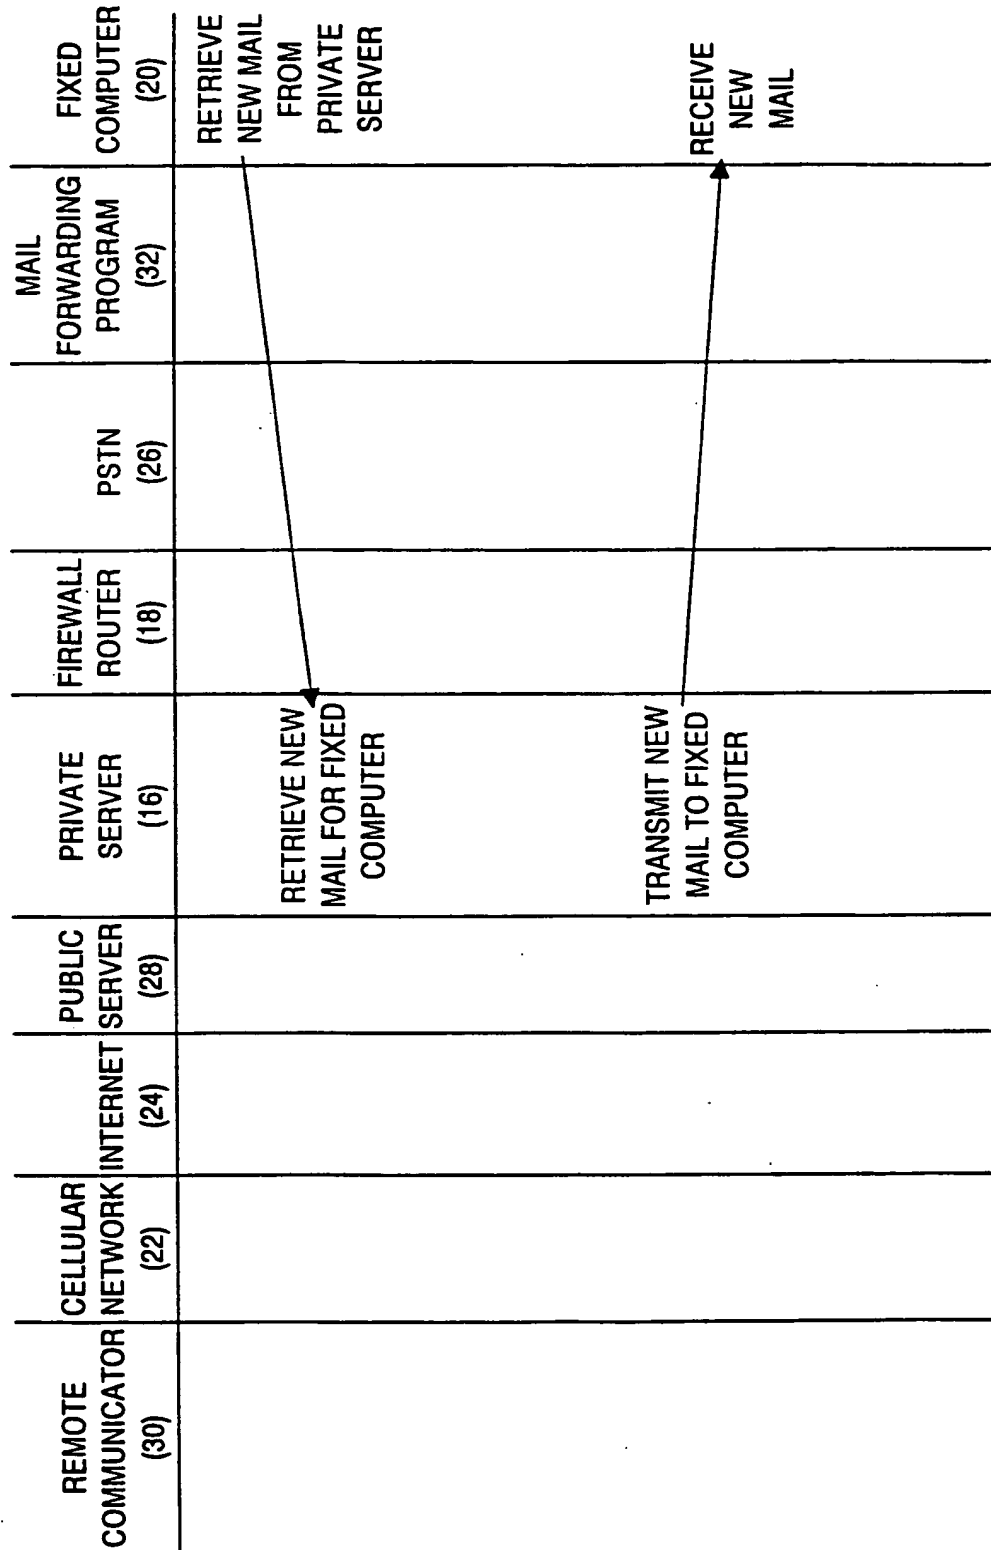 REMOTE
COMMUNICATOR
(30)
CELLULAR
NETWORK
(22)
INTERNET
(24)
PUBLIC
SERVER
(28)
PRIVATE
SERVER
(16)
FIREWALL
ROUTER
(18)
PSTN
(26)
MAIL
FORWARDING
PROGRAM
(32)
FIXED
COMPUTER
(20)
RETRIEVE
NEW MAIL
FROM
PRIVATE
SERVER
RETRIEVE NEW
MAIL FOR FIXED
COMPUTER
TRANSMIT NEW
MAIL TO FIXED
COMPUTER
RECEIVE
NEW
MAIL